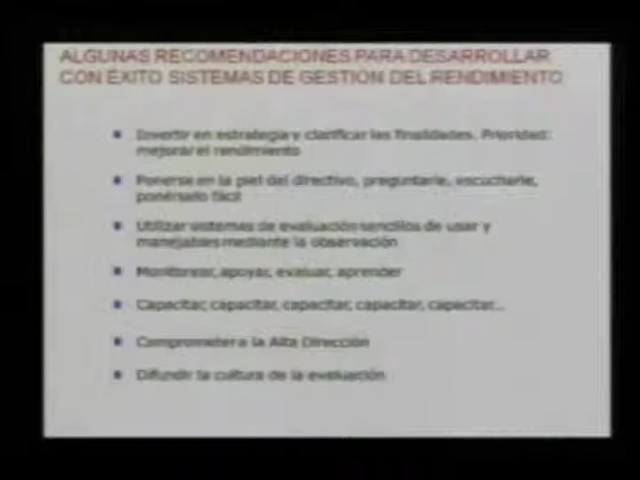 ALGUNAS RECOMENDACIONES PARA DESARROLLAR
CON ÉXITO SISTEMAS DE GESTIÓN DEL RENDIMIENTO
Invertir en estrategia y clarificar las finalidades. Prioridad:
mejorar el rendimiento
Ponerse en la piel del directivo, preguntarle, escucharle,
ponérselo fácil
Utilizar sistemas de evaluación sencillos de usar y
manejables mediante la observación
Monitorear, apoyar, evaluar, aprender
Capacitar, capacitar, capacitar, capacitar, capacitar...
Comprometer a la Alta Dirección
Difundir la cultura de la evaluación